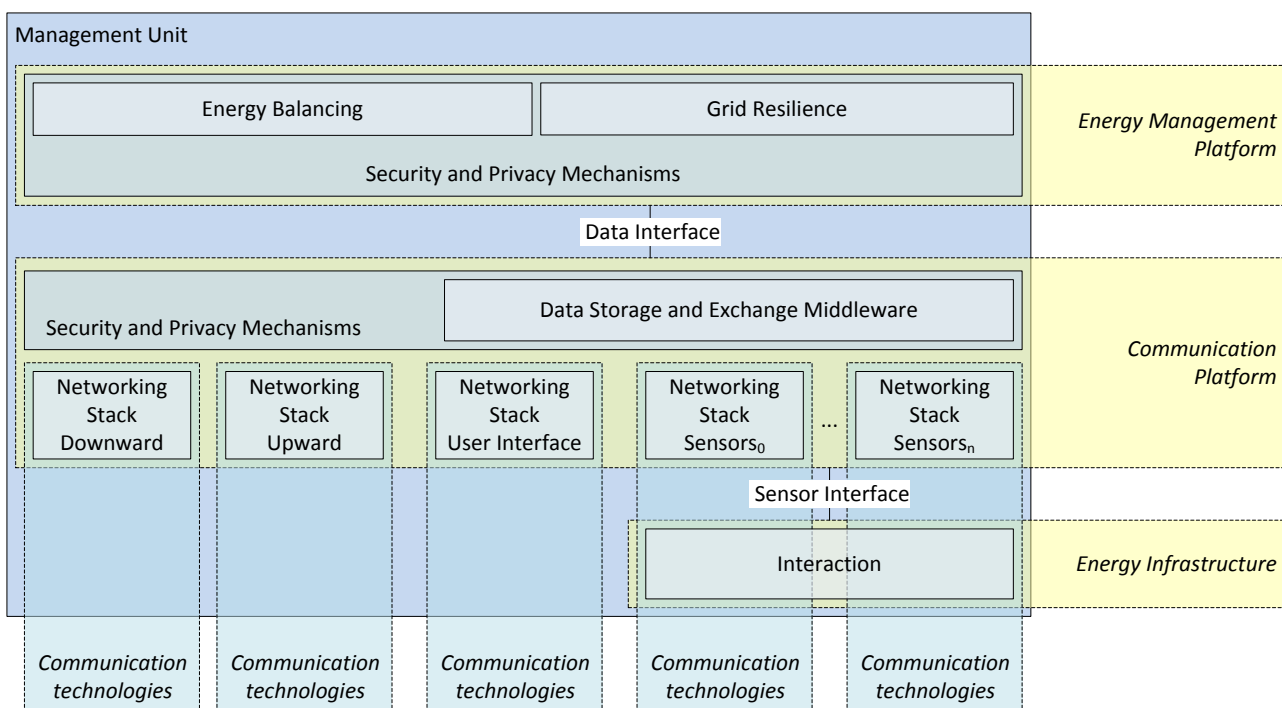 Management Unit
Energy Balancing
Grid Resilience
Energy Management
Platform
Security and Privacy Mechanisms
Data Interface
Data Storage and Exchange Middleware
Security and Privacy Mechanisms
Communication
Platform
Networking
Stack
Downward
Networking
Stack
Upward
Networking
Stack
User Interface
Networking
Stack
Sensors₀
...
Networking
Stack
Sensorsₙ
Sensor Interface
Interaction
Energy Infrastructure
Communication
technologies
Communication
technologies
Communication
technologies
Communication
technologies
Communication
technologies